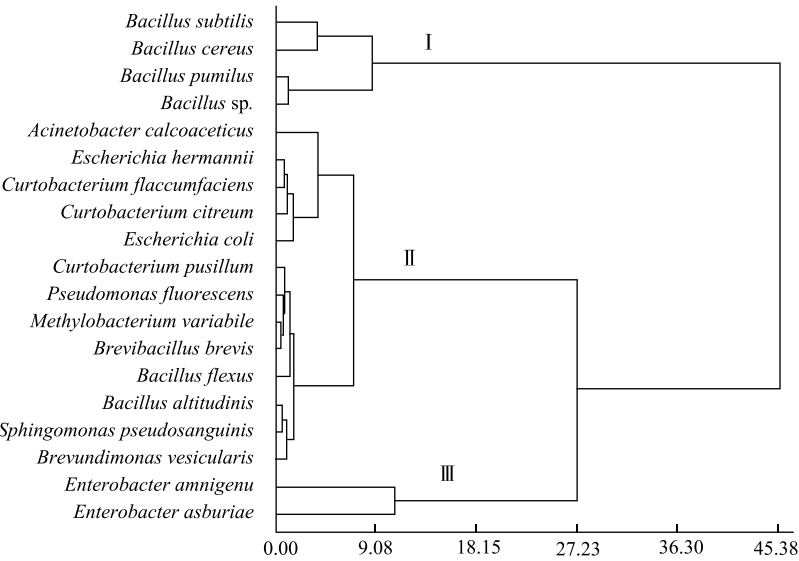 Bacillus subtilis
Bacillus cereus
Bacillus pumilus
Bacillus sp.
Acinetobacter calcoaceticus
Escherichia hermannii
Curtobacterium flaccumfaciens
Curtobacterium citreum
Escherichia coli
Curtobacterium pusillum
Pseudomonas fluorescens
Methylobacterium variabile
Brevibacillus brevis
Bacillus flexus
Bacillus altitudinis
Sphingomonas pseudosanguinis
Brevundimonas vesicularis
Enterobacter amnigenu
Enterobacter asburiae
Ⅰ
Ⅱ
Ⅲ
0.00 9.08 18.15 27.23 36.30 45.38